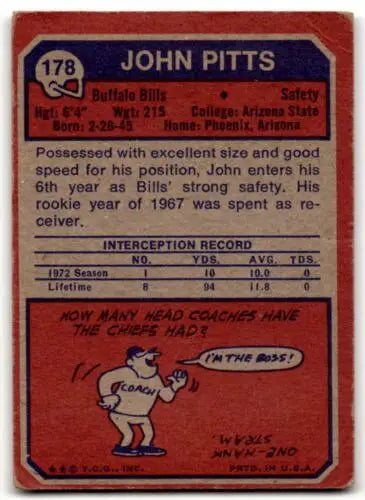 178
JOHN PITTS
Buffalo Bills • Safety
Hgt: 6'4" Wgt: 215 College: Arizona State
Born: 2-28-45 Home: Phoenix, Arizona
Possessed with excellent size and good
speed for his position, John enters his
6th year as Bills' strong safety. His
rookie year of 1967 was spent as re-
ceiver.
INTERCEPTION RECORD
NO. YDS. AVG. TDS.
1972 Season 1 10 10.0 0
Lifetime 8 94 11.8 0
HOW MANY HEAD COACHES HAVE
THE CHIEFS HAD?
I'M THE BOSS!
COACH
ONE-HANK
STRAM.
★★ © T.C.G., INC. PRTD. IN U.S.A.